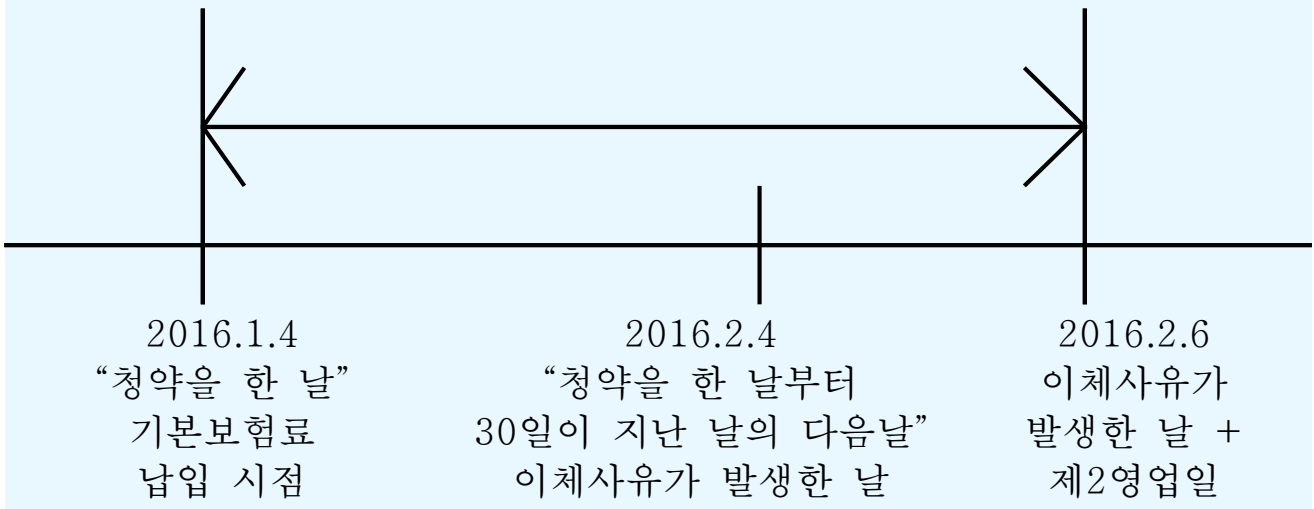 2016.1.4
“청약을 한 날”
기본보험료
납입 시점
2016.2.4
“청약을 한 날부터
30일이 지난 날의 다음날”
이체사유가 발생한 날
2016.2.6
이체사유가
발생한 날 +
제2영업일